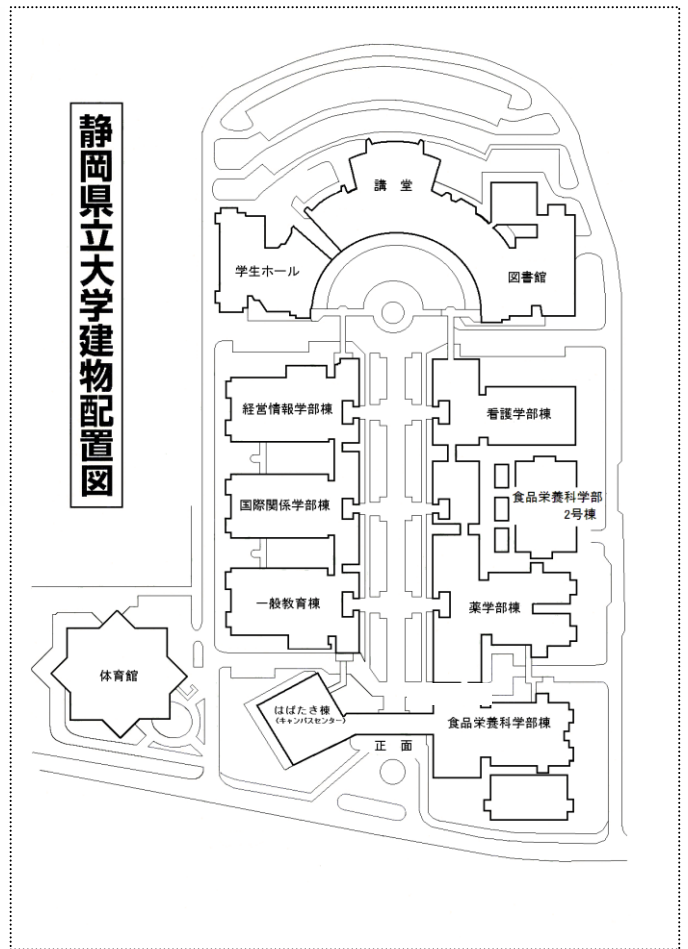 静岡県立大学建物配置図
講堂
学生ホール
図書館
経営情報学部棟
看護学部棟
国際関係学部棟
食品栄養科学部
2号棟
一般教育棟
薬学部棟
体育館
はばたき棟
(キャンパスセンター)
食品栄養科学部棟
正面